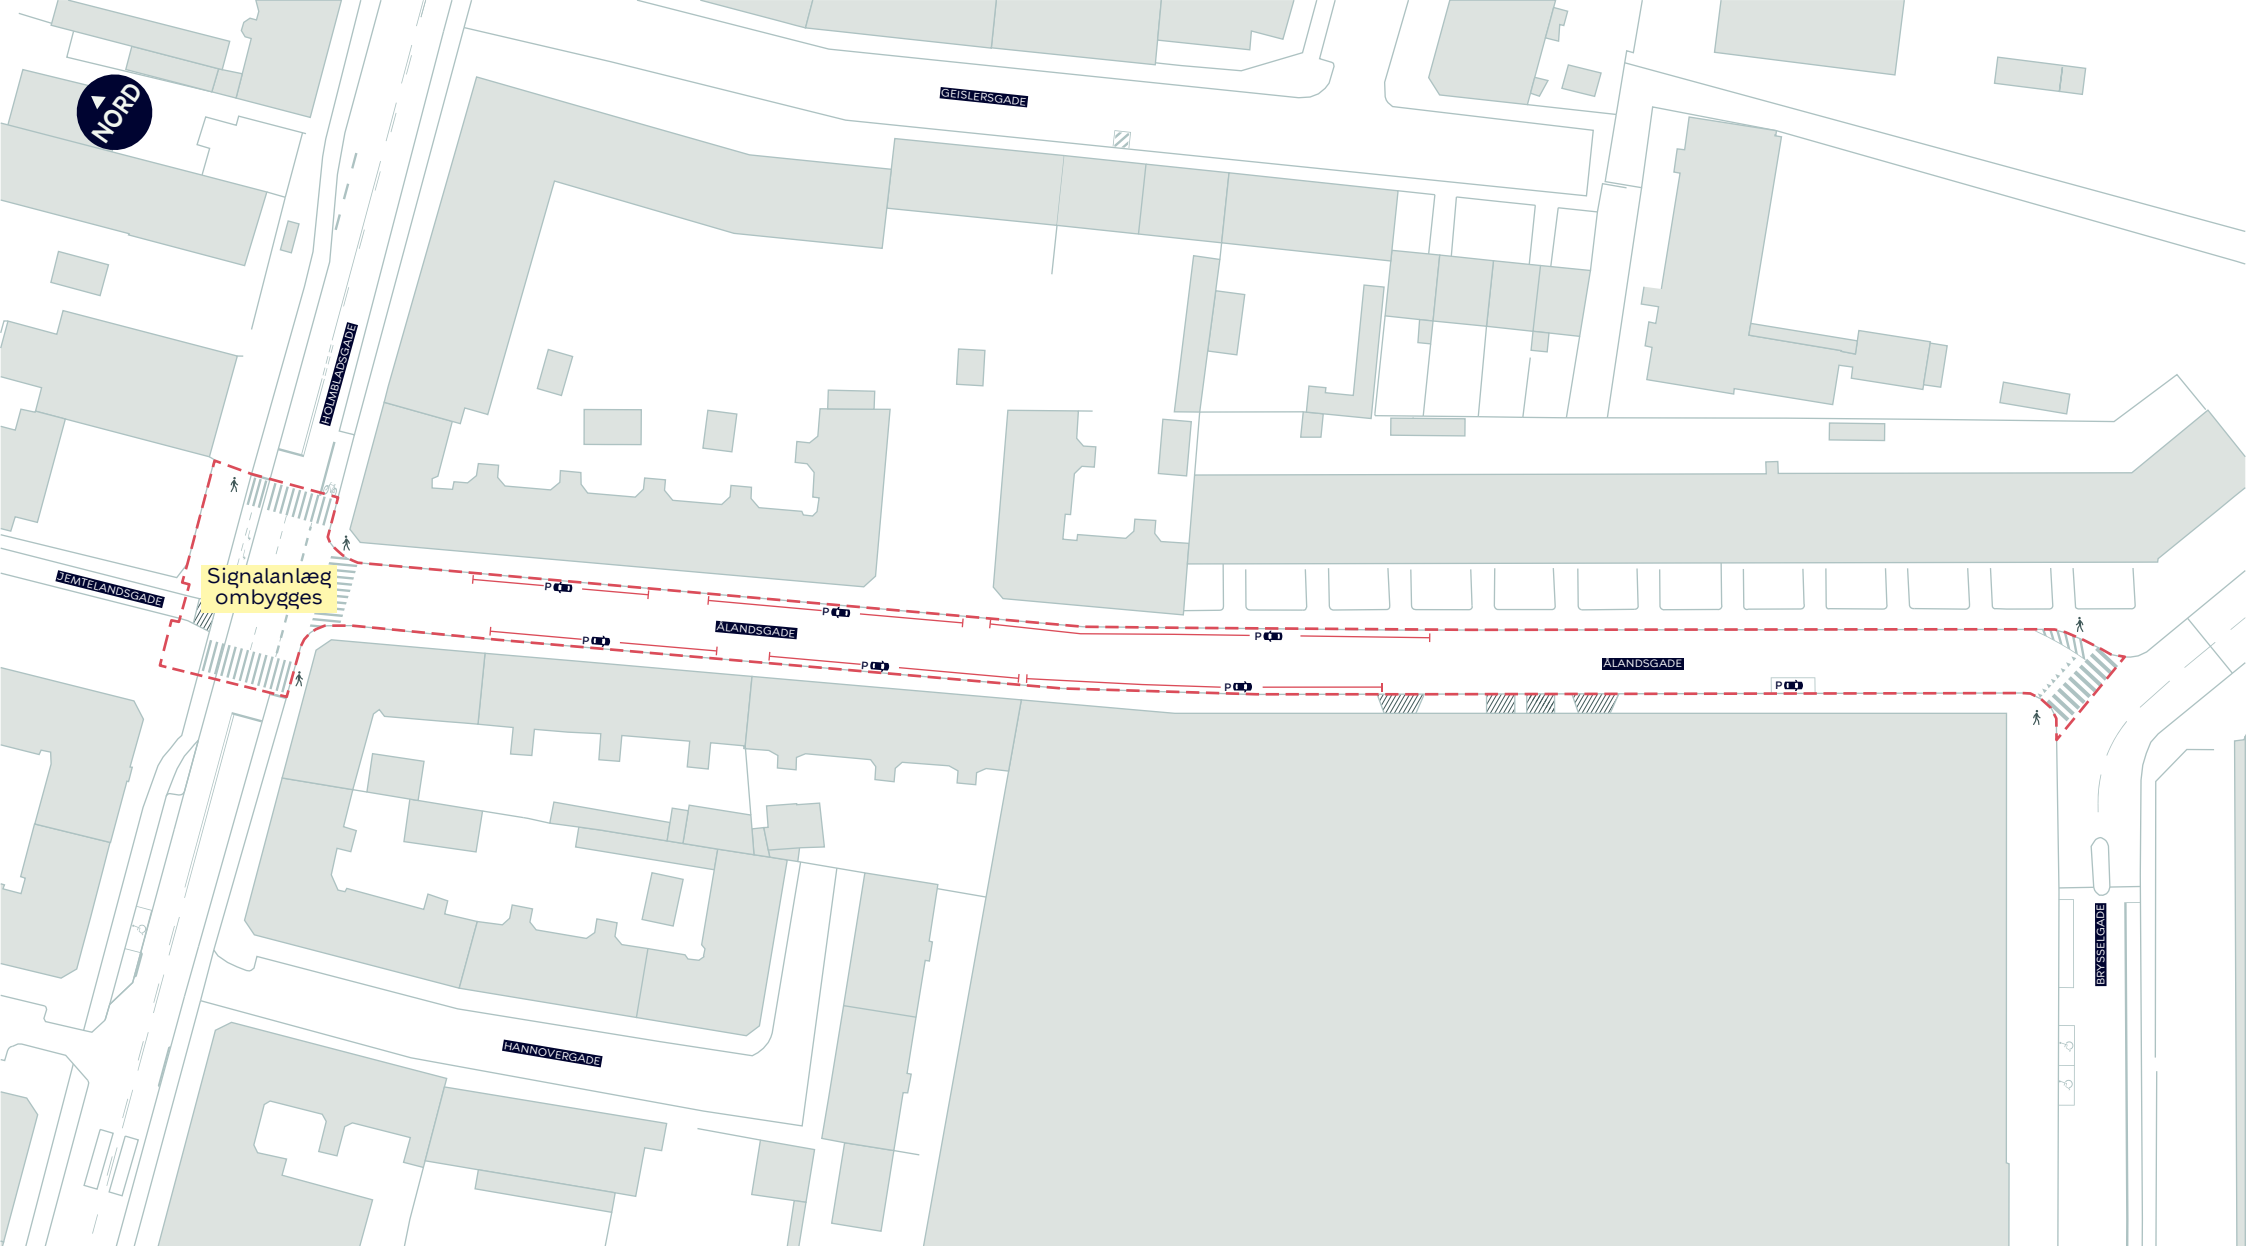 GEISLERSGADE
NORD
HOLMBLADSGADE
JEMTELANDSGADE
Signalanlæg
ombygges
P
P
P
P
P
P
P
ÅLANDSGADE
ÅLANDSGADE
BRYSSELGADE
HANNOVERGADE